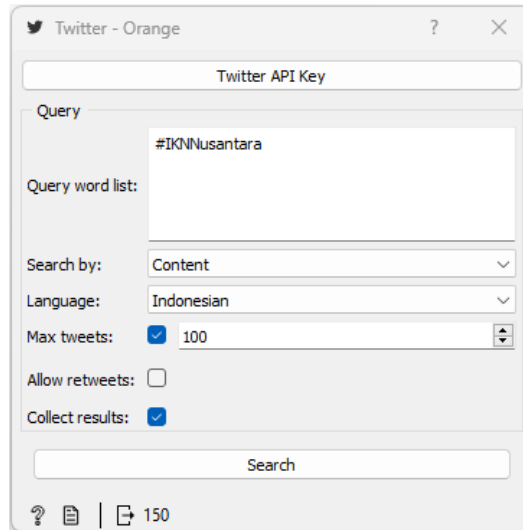 Twitter - Orange ?
Twitter API Key
Query
#IKNNusantara
Query word list:
Search by: Content
Language: Indonesian
Max tweets: 100
Allow retweets:
Collect results:
Search
? 150